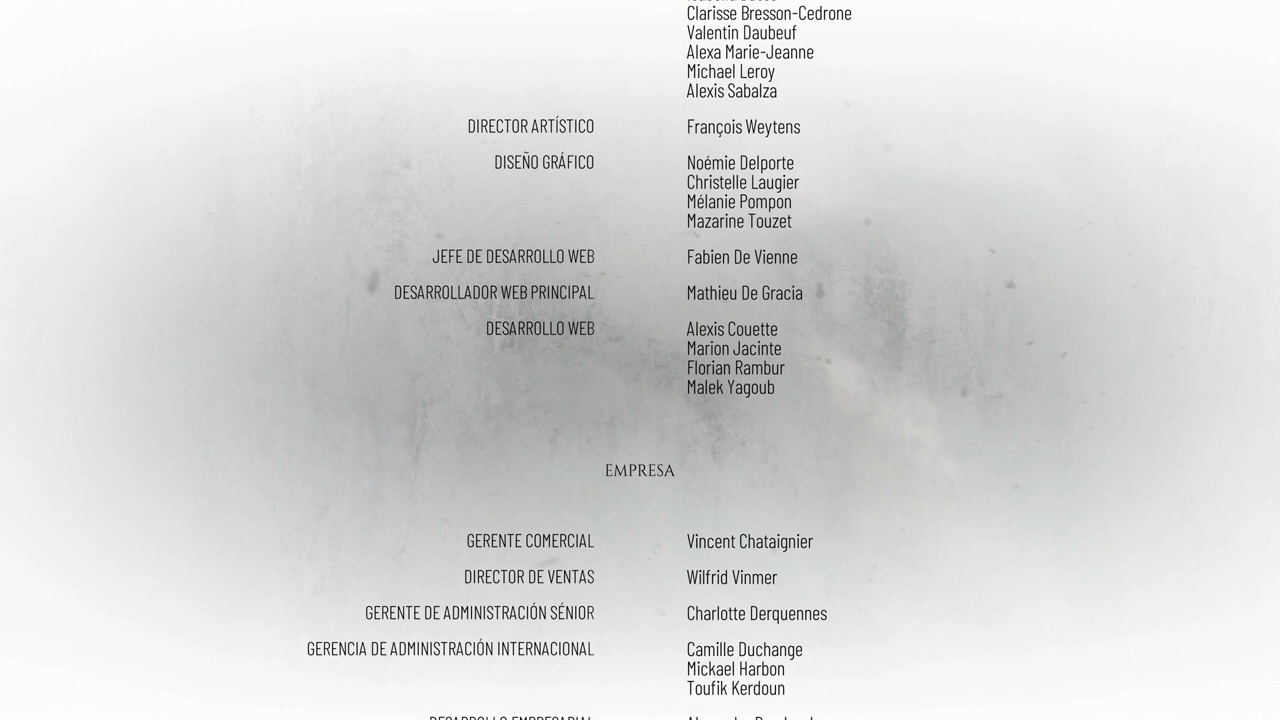 Clarisse Bresson-Cedrone
Valentin Daubeuf
Alexa Marie-Jeanne
Michael Leroy
Alexis Sabalza
DIRECTOR ARTÍSTICO François Weytens
DISEÑO GRÁFICO Noémie Delporte
Christelle Laugier
Mélanie Pompon
Mazarine Touzet
JEFE DE DESARROLLO WEB Fabien De Vienne
DESARROLLADOR WEB PRINCIPAL Mathieu De Gracia
DESARROLLO WEB Alexis Couette
Marion Jacinte
Florian Rambur
Malek Yagoub
EMPRESA
GERENTE COMERCIAL Vincent Chataignier
DIRECTOR DE VENTAS Wilfrid Vinmer
GERENTE DE ADMINISTRACIÓN SÉNIOR Charlotte Derquennes
GERENCIA DE ADMINISTRACIÓN INTERNACIONAL Camille Duchange
Mickael Harbon
Toufik Kerdoun
DESARROLLO EMPRESARIAL